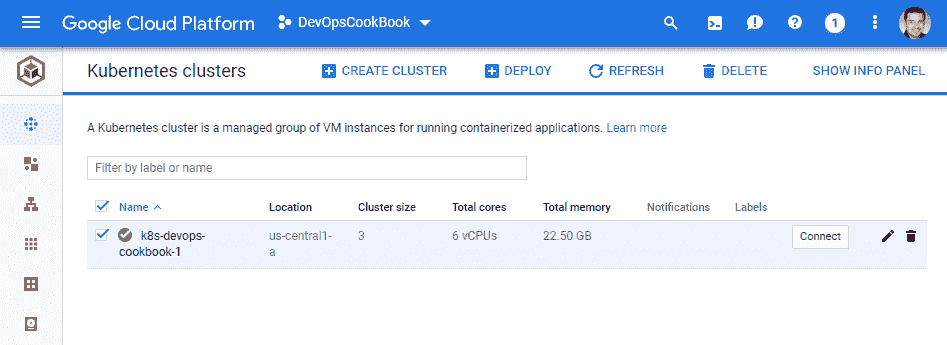 Google Cloud Platform DevOpsCookBook 1
Kubernetes clusters CREATE CLUSTER DEPLOY REFRESH DELETE SHOW INFO PANEL
A Kubernetes cluster is a managed group of VM instances for running containerized applications. Learn more
Filter by label or name
Name Location Cluster size Total cores Total memory Notifications Labels
k8s-devops- us-central1- 3 6 vCPUs 22.50 GB Connect
cookbook-1 a